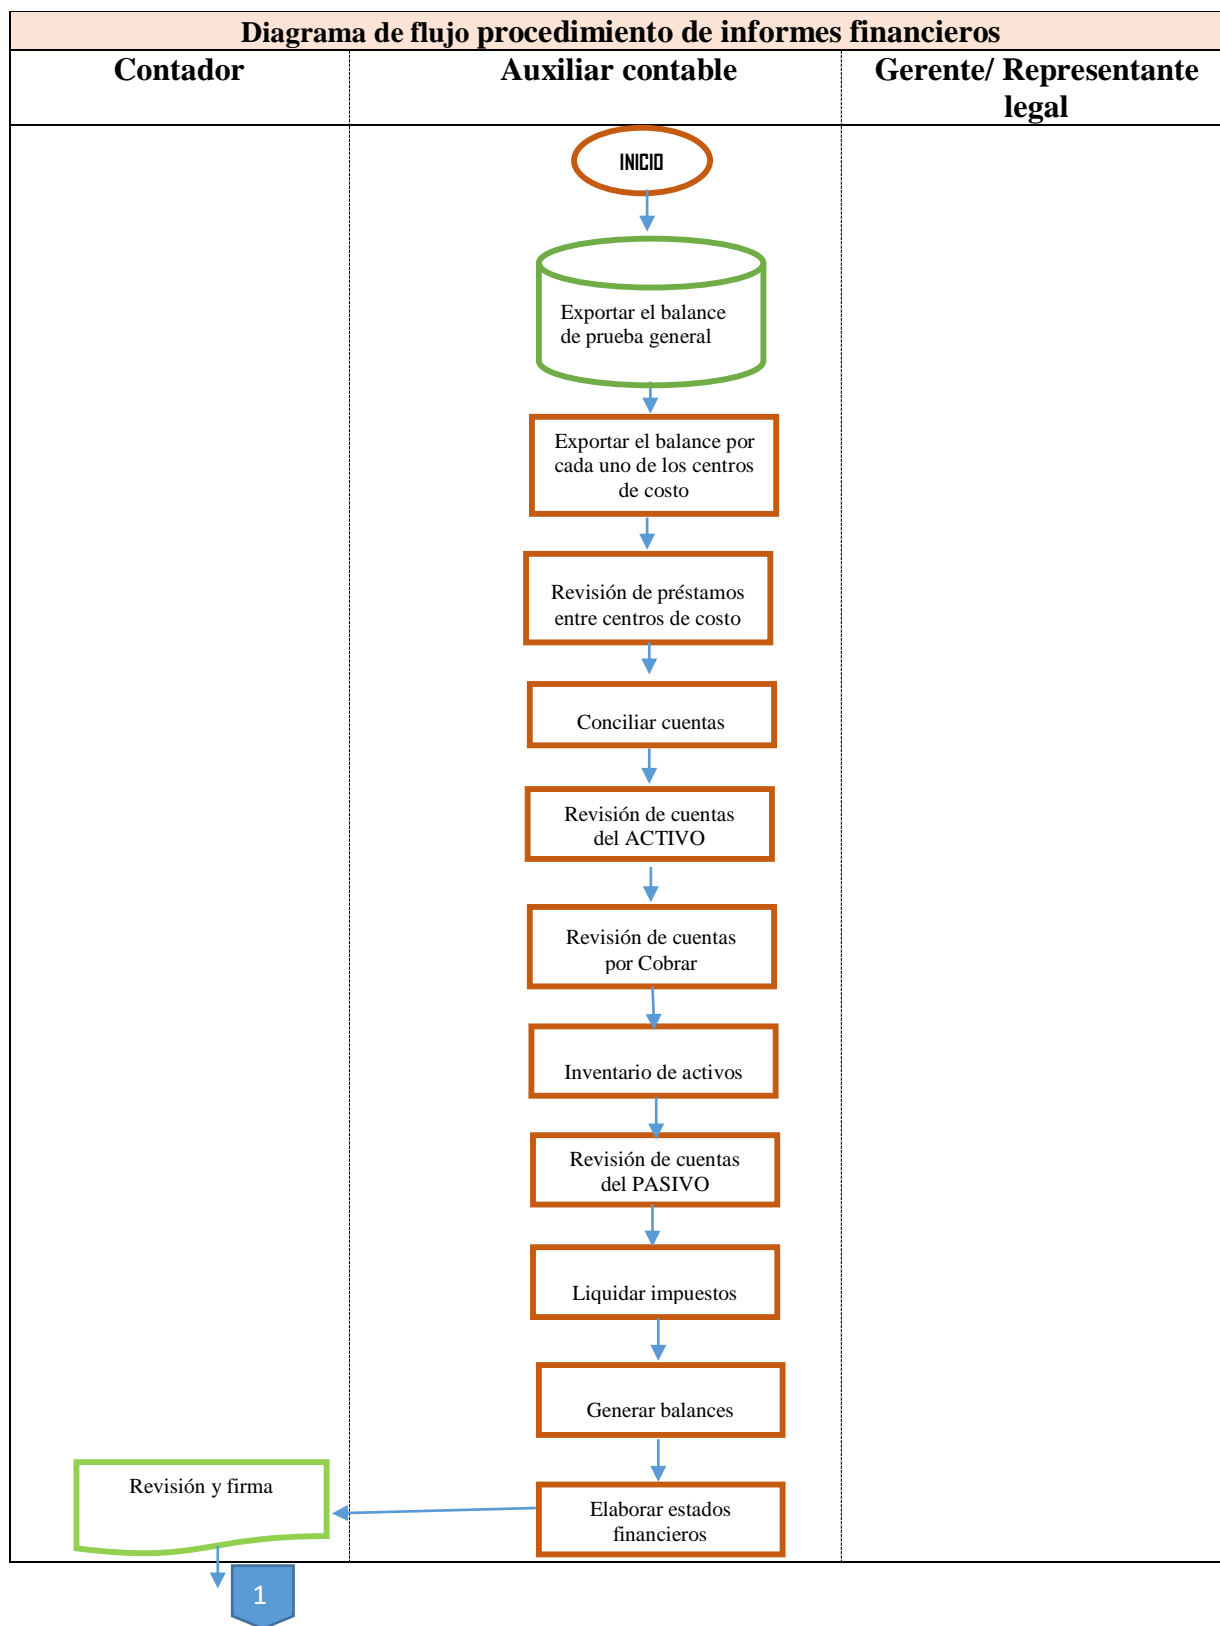 Diagrama de flujo procedimiento de informes financieros
Contador
Auxiliar contable
Gerente/ Representante
legal
INICIO
Exportar el balance
de prueba general
Exportar el balance por
cada uno de los centros
de costo
Revisión de préstamos
entre centros de costo
Conciliar cuentas
Revisión de cuentas
del ACTIVO
Revisión de cuentas
por Cobrar
Inventario de activos
Revisión de cuentas
del PASIVO
Liquidar impuestos
Generar balances
Elaborar estados
financieros
Revisión y firma
1